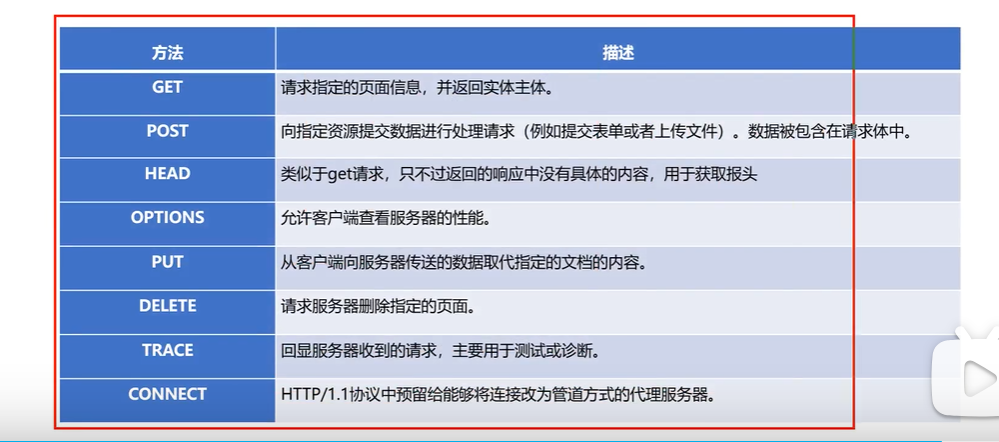 方法 描述
GET 请求指定的页面信息，并返回实体主体。
POST 向指定资源提交数据进行处理请求（例如提交表单或者上传文件）。数据被包含在请求体中。
HEAD 类似于get请求，只不过返回的响应中没有具体的内容，用于获取报头
OPTIONS 允许客户端查看服务器的性能。
PUT 从客户端向服务器传送的数据取代指定的文档的内容。
DELETE 请求服务器删除指定的页面。
TRACE 回显服务器收到的请求，主要用于测试或诊断。
CONNECT HTTP/1.1协议中预留给能够将连接改为管道方式的代理服务器。